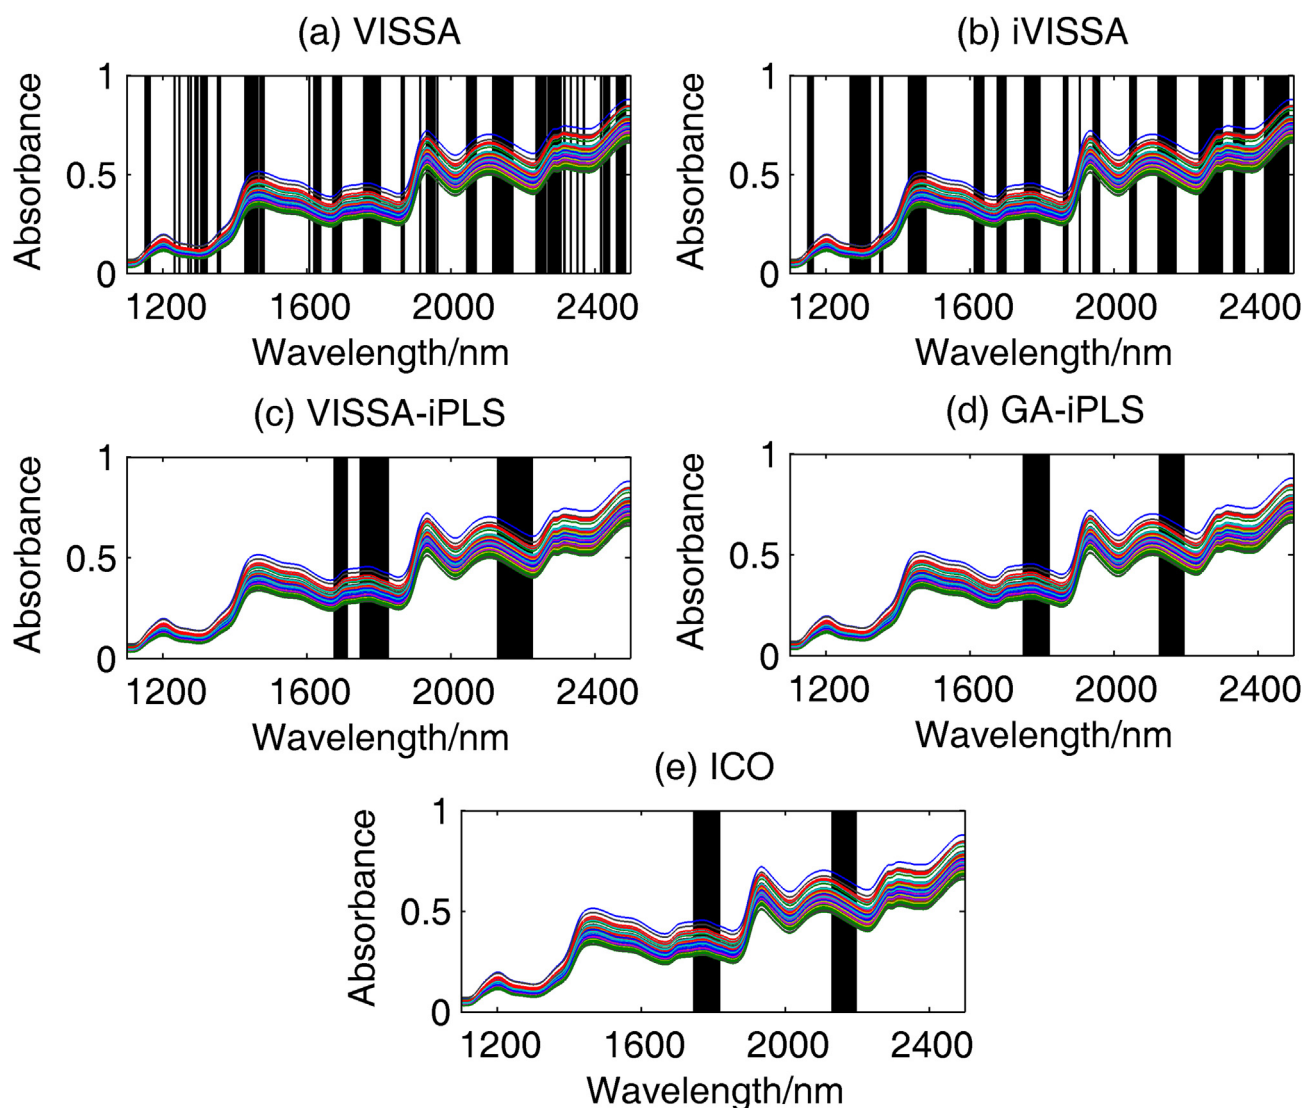 (a) VISSA
(b) iVISSA
1
0.5
0
Absorbance
1200 1600 2000 2400
Wavelength/nm
1
0.5
0
Absorbance
1200 1600 2000 2400
Wavelength/nm
(c) VISSA-iPLS
(d) GA-iPLS
1
0.5
0
Absorbance
1200 1600 2000 2400
Wavelength/nm
1
0.5
0
Absorbance
1200 1600 2000 2400
Wavelength/nm
(e) ICO
1
0.5
0
Absorbance
1200 1600 2000 2400
Wavelength/nm